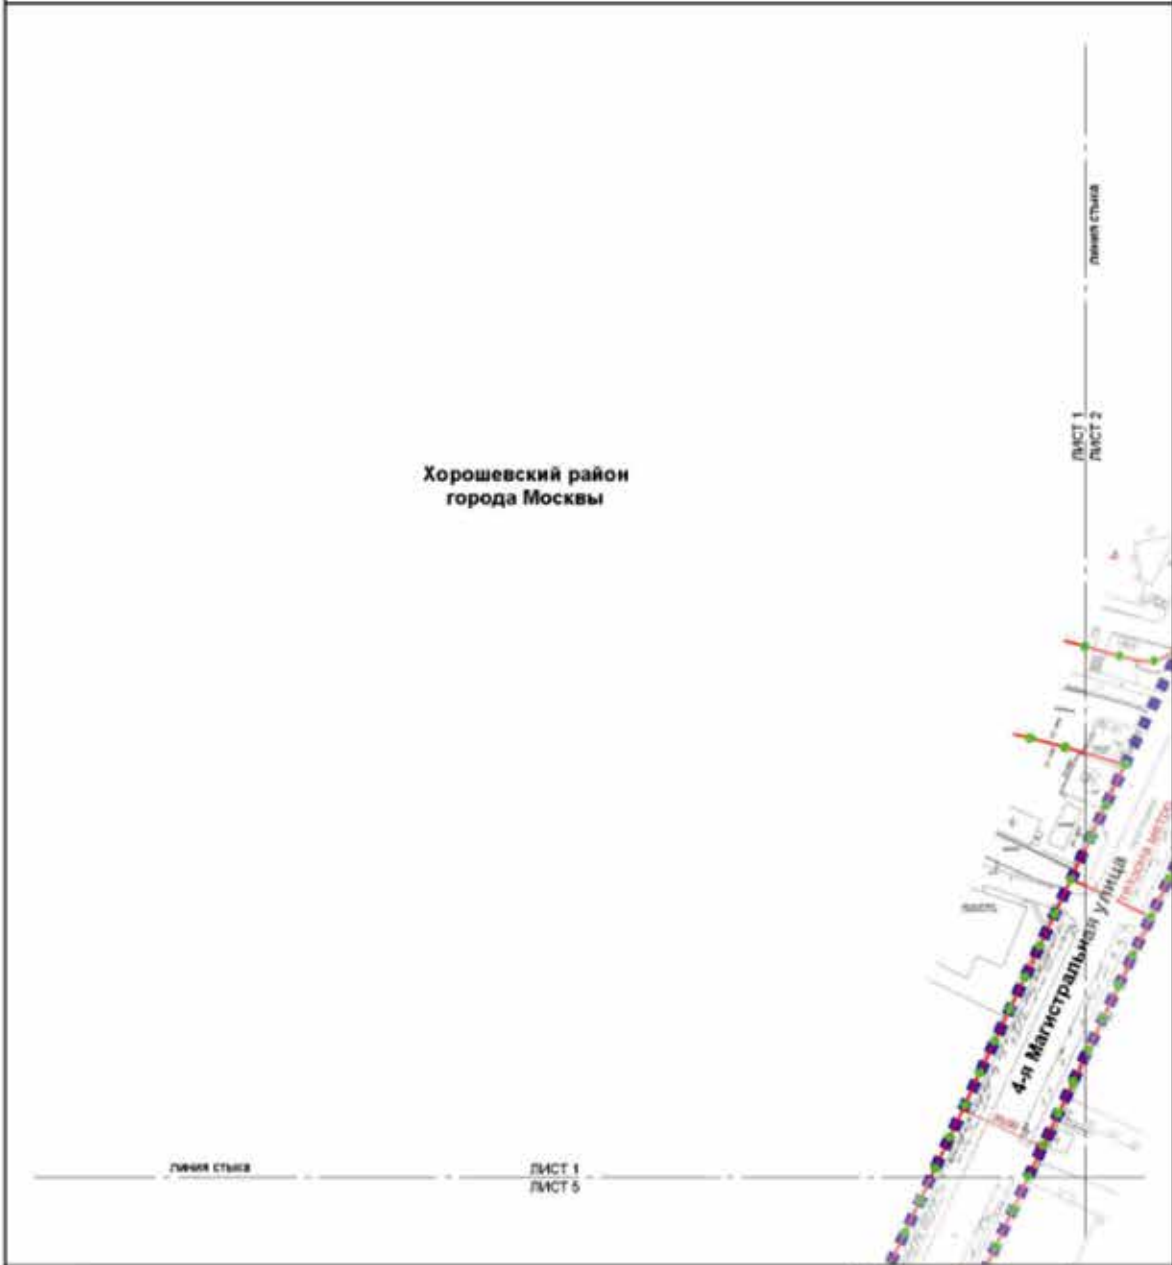 линия стыка
ЛИСТ 1
ЛИСТ 2
Хорошевский район
города Москвы
4-я Магистральная улица
линия стыка
ЛИСТ 1
ЛИСТ 5